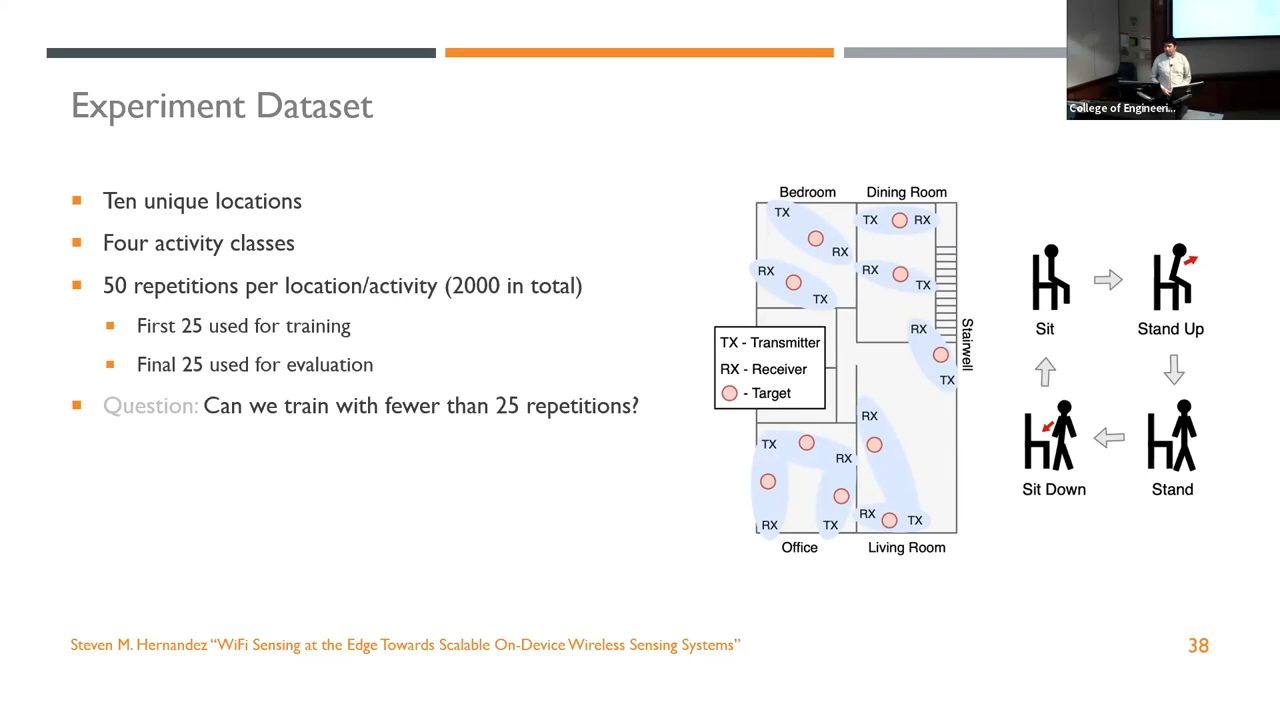 College of Engineeri...
Experiment Dataset
Ten unique locations
Four activity classes
50 repetitions per location/activity (2000 in total)
First 25 used for training
Final 25 used for evaluation
Question: Can we train with fewer than 25 repetitions?
Bedroom
Dining Room
TX
RX
TX
RX
RX
TX
RX
TX
RX
TX
Stairwell
TX - Transmitter
RX - Receiver
- Target
RX
TX
RX
RX
TX
RX
TX
Office
Living Room
Sit
Stand Up
Sit Down
Stand
Steven M. Hernandez "WiFi Sensing at the Edge Towards Scalable On-Device Wireless Sensing Systems"
38